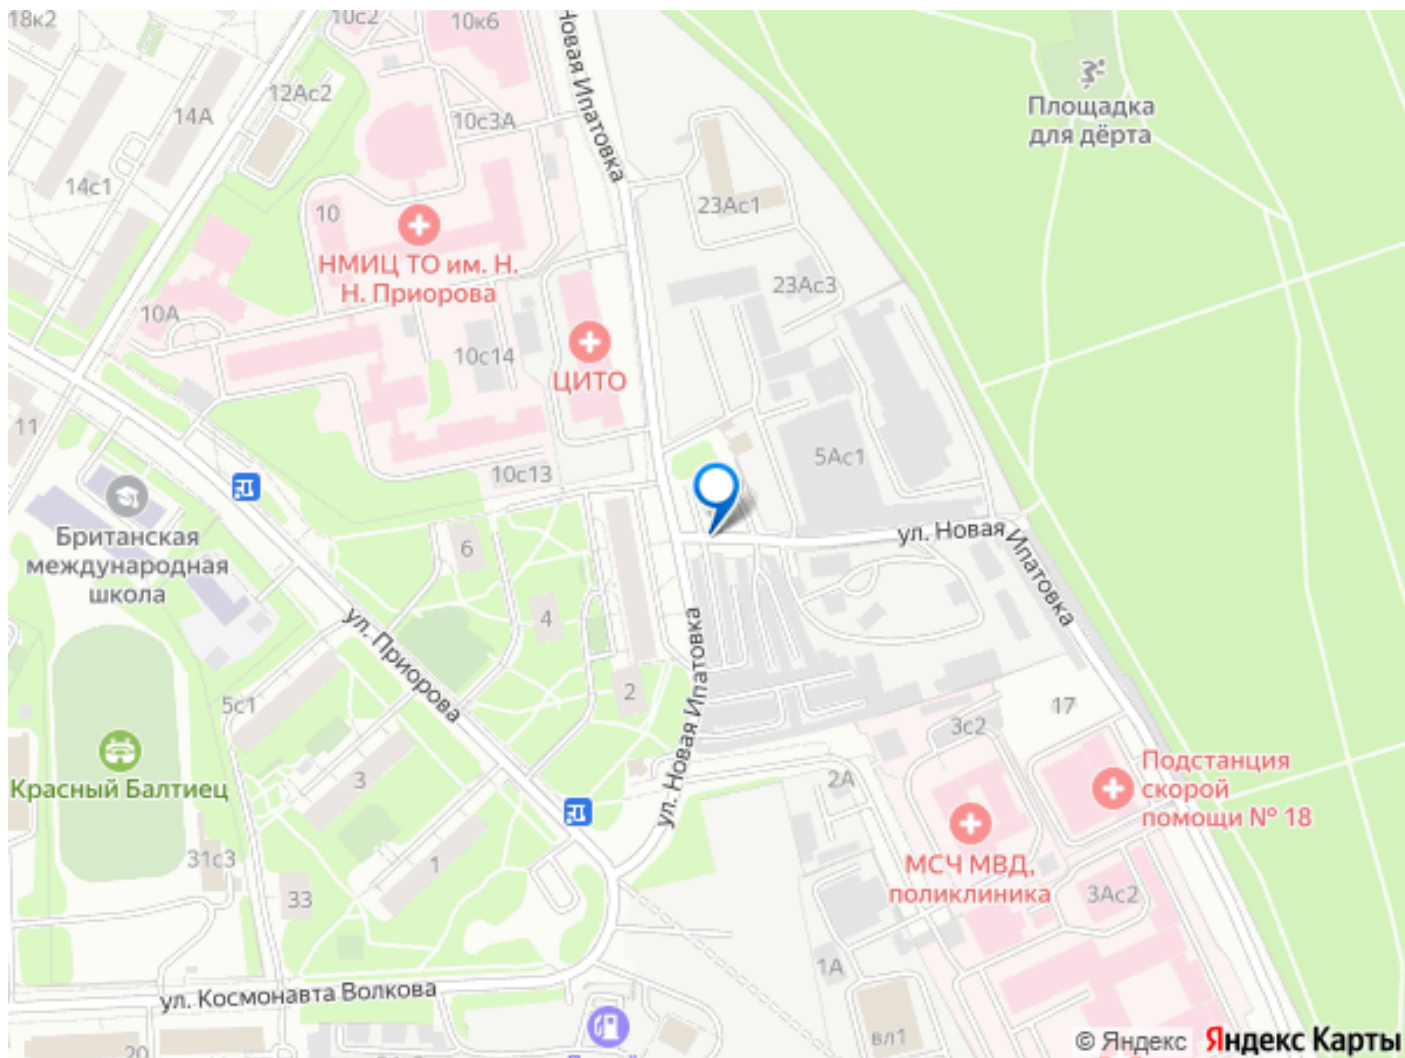 18к2
10с2
10к6
Новая Ипатовка
12Ас2
14А
10с3А
Площадка
для дёрта
14с1
23Ас1
10
НМИЦ ТО им. Н.
Н. Приорова
23Ас3
10А
10с14
ЦИТО
11
5Ас1
10с13
Британская
международная
школа
6
ул. Новая Ипатовка
4
ул. Приорова
ул. Новая Ипатовка
2
5с1
17
3с2
Красный Балтиец
3
2А
Подстанция
скорой
помощи № 18
31с3
1
МСЧ МВД,
поликлиника
33
3Ас2
1А
ул. Космонавта Волкова
вл1
20
© Яндекс Яндекс Карты